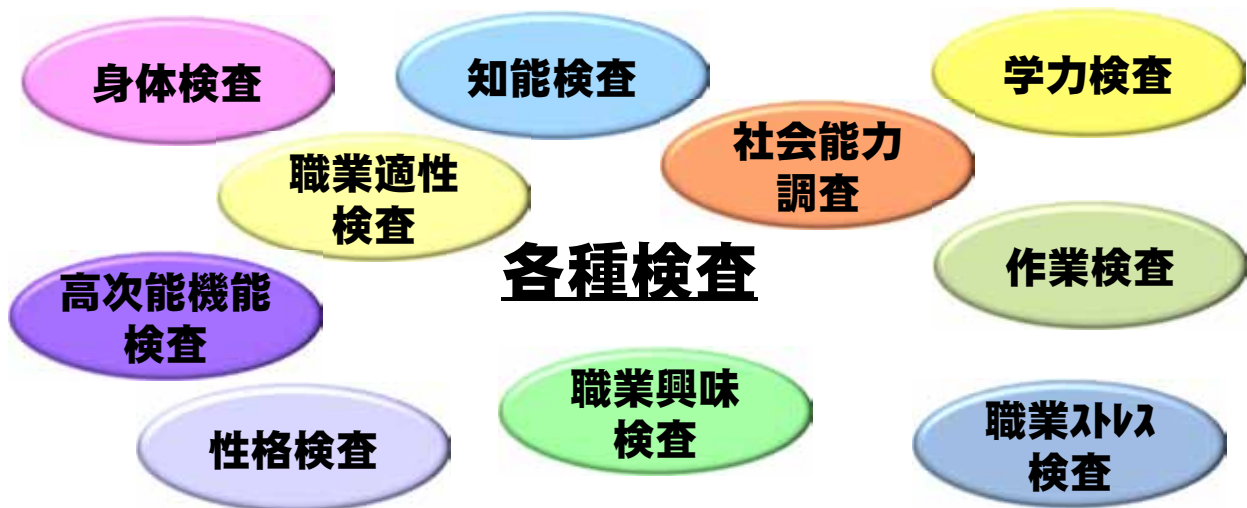 身体検査
知能検査
学力検査
職業適性
検査
社会能力
調査
各種検査
作業検査
高次能機能
検査
職業興味
検査
性格検査
職業ｽﾄﾚｽ
検査